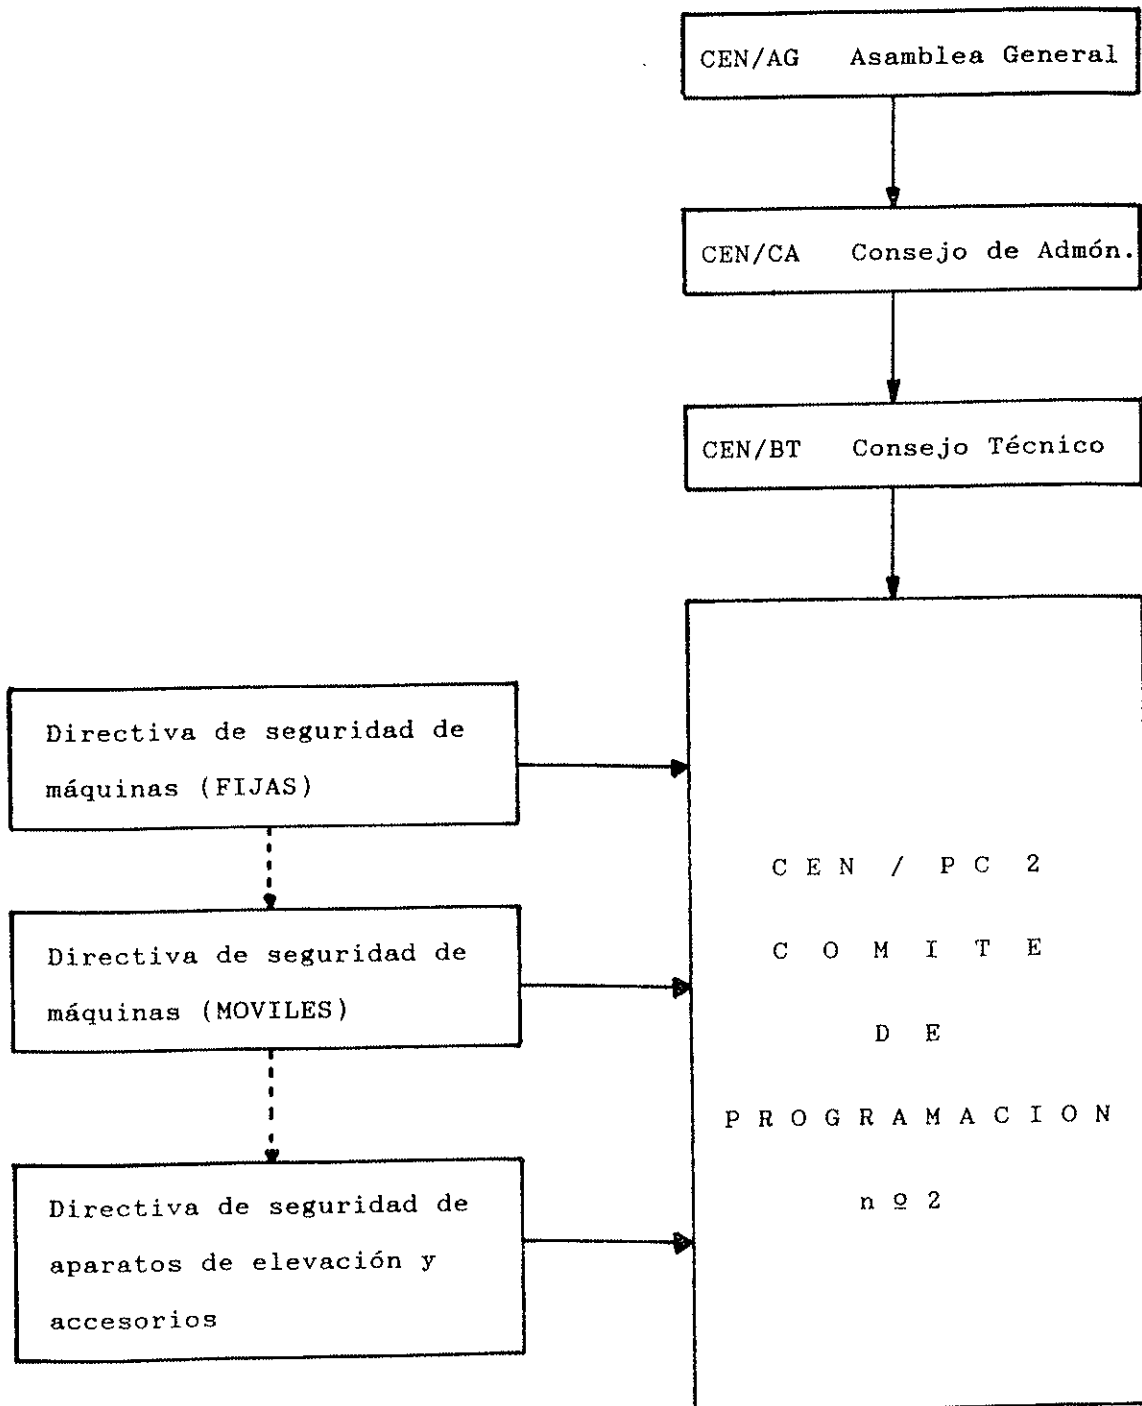 CEN/AG Asamblea General
CEN/CA Consejo de Admón.
CEN/BT Consejo Técnico
Directiva de seguridad de
máquinas (FIJAS)
Directiva de seguridad de
máquinas (MOVILES)
Directiva de seguridad de
aparatos de elevación y
accesorios
C E N / P C 2
C O M I T E
D E
P R O G R A M A C I O N
n º 2